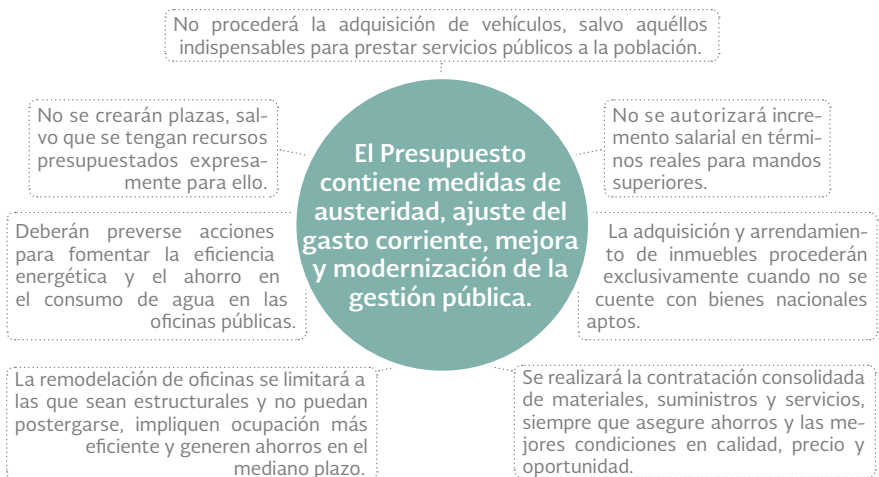 No procederá la adquisición de vehículos, salvo aquéllos
indispensables para prestar servicios públicos a la población.
No se crearán plazas, sal-
vo que se tengan recursos
presupuestados expresa-
mente para ello.
El Presupuesto
contiene medidas de
austeridad, ajuste del
gasto corriente, mejora
y modernización de la
gestión pública.
No se autorizará incre-
mento salarial en térmi-
nos reales para mandos
superiores.
Deberán preverse acciones
para fomentar la eficiencia
energética y el ahorro en
el consumo de agua en las
oficinas públicas.
La adquisición y arrendamien-
to de inmuebles procederán
exclusivamente cuando no se
cuente con bienes nacionales
aptos.
La remodelación de oficinas se limitará a
las que sean estructurales y no puedan
postergarse, impliquen ocupación más
eficiente y generen ahorros en el
mediano plazo.
Se realizará la contratación consolidada
de materiales, suministros y servicios,
siempre que asegure ahorros y las me-
jores condiciones en calidad, precio y
oportunidad.